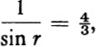 1/sin r = 4/3,